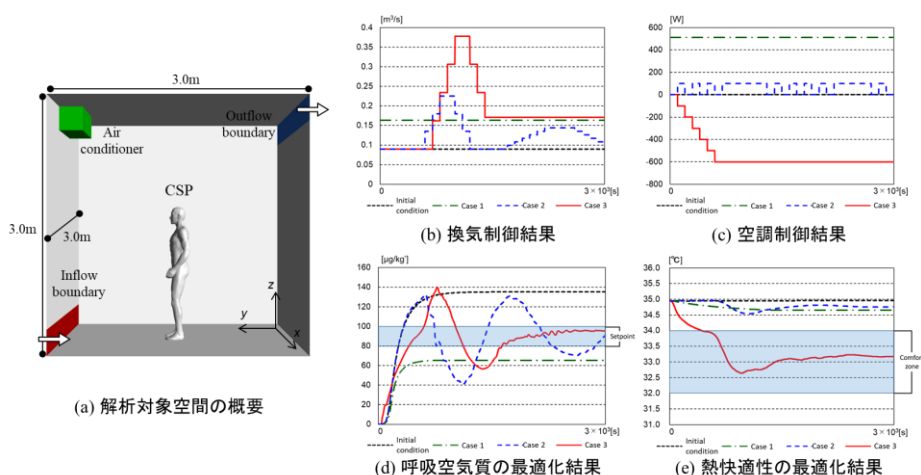 3.0m
Outflow
boundary
Air
conditioner
CSP
3.0m
3.0m
Inflow
boundary
z
y
x
(a) 解析対象空間の概要
[m³/s]
0.4
0.35
0.3
0.25
0.2
0.15
0.1
0.05
0
0
3×10³[s]
Initial condition
Case 1
Case 2
Case 3
(b) 換気制御結果
[W]
600
400
200
0
-200
-400
-600
-800
0
3×10³[s]
Initial condition
Case 1
Case 2
Case 3
(c) 空調制御結果
[μg/kg]
160
140
120
100
80
60
40
20
0
Setpoint
0
3×10³[s]
Initial condition
Case 1
Case 2
Case 3
(d) 呼吸空気質の最適化結果
[℃]
36.0
35.0
34.0
33.0
32.0
31.0
35.0
34.0
33.0
32.0
31.0
Comfort
zone
0
3×10³[s]
Initial condition
Case 1
Case 2
Case 3
(e) 熱快適性の最適化結果